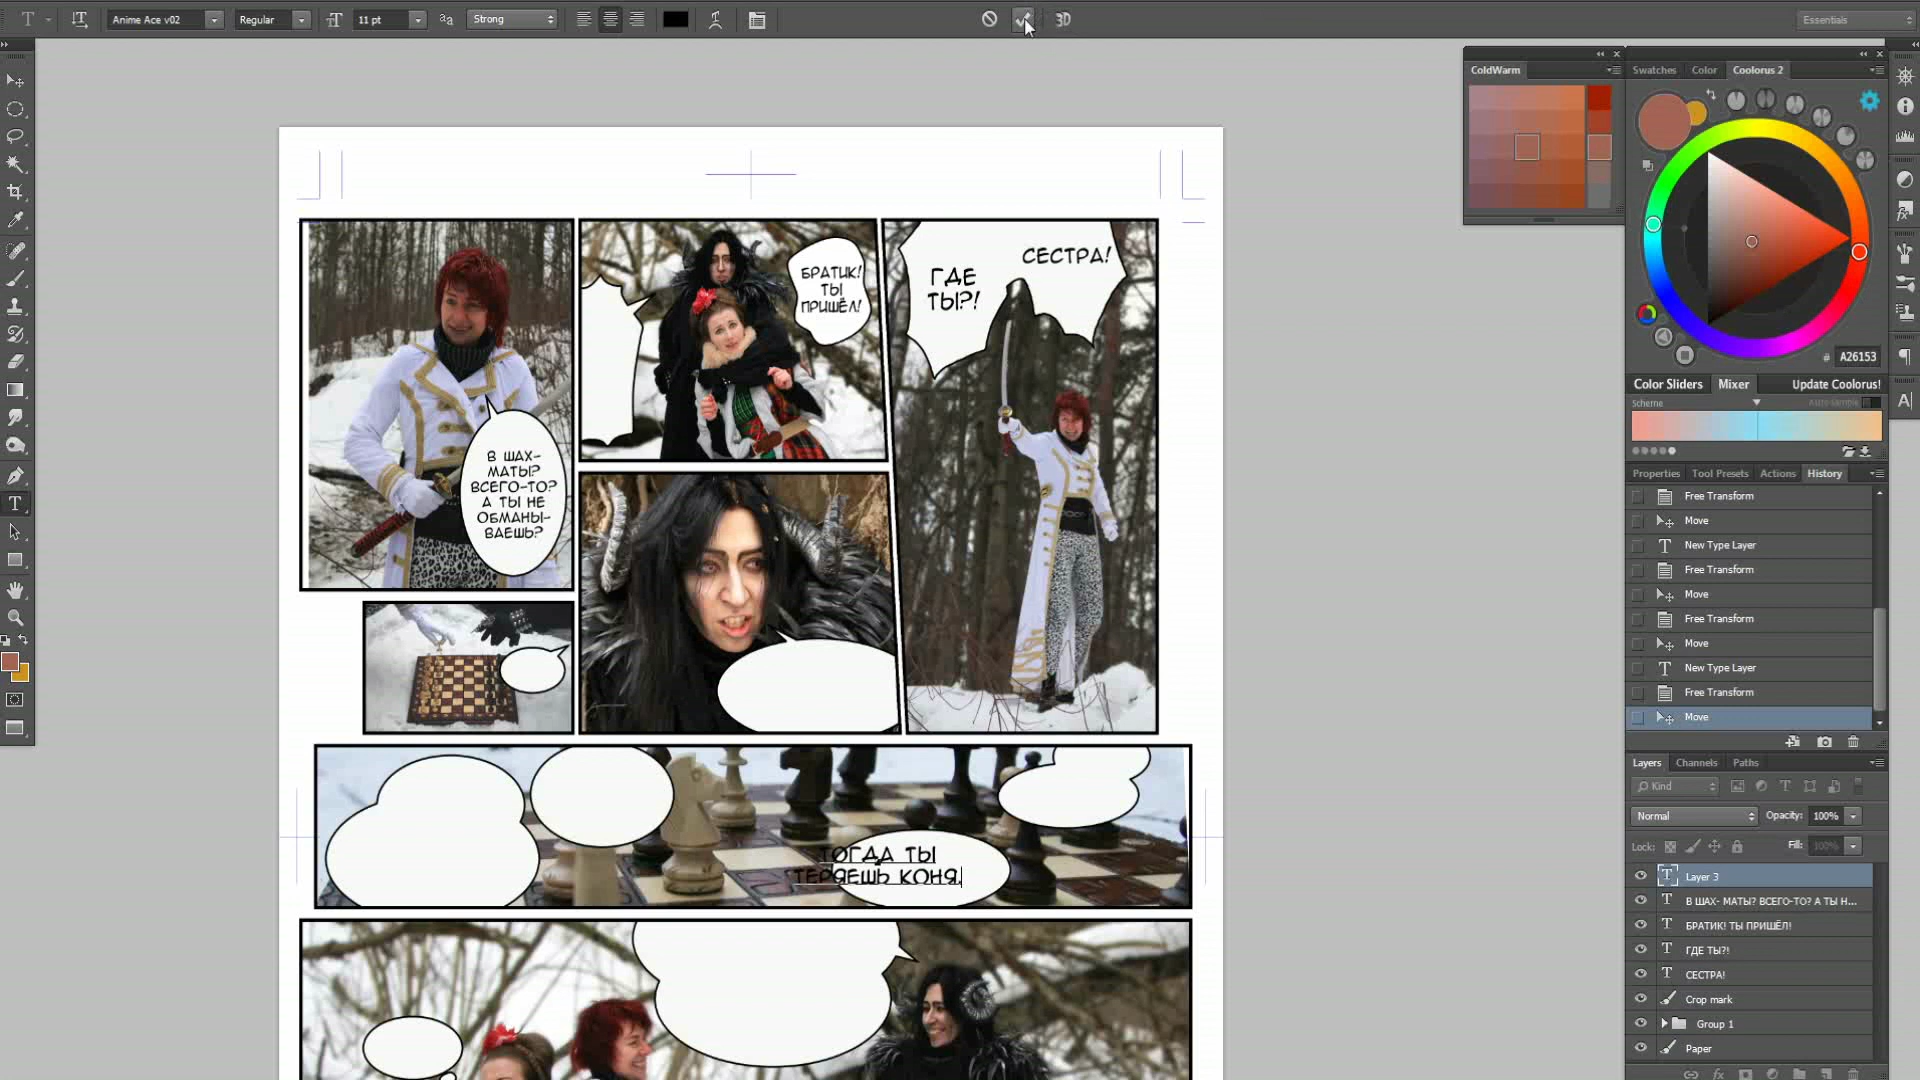 Anime Ace v02
Regular
11 pt
Strong
3D
Essentials
ColdWarm
Swatches
Color
Coolorus 2
# A26153
Color Sliders
Mixer
Update Coolorus!
Scheme
Auto sample
Properties
Tool Presets
Actions
History
Free Transform
Move
New Type Layer
Free Transform
Move
Free Transform
Move
New Type Layer
Free Transform
Move
Layers
Channels
Paths
Kind
Normal
Opacity:
100%
Lock:
Fill:
100%
Layer 3
В ШАХ- МАТЫ? ВСЕГО-ТО? А ТЫ Н...
БРАТИК! ТЫ ПРИШЁЛ!
ГДЕ ТЫ?!
СЕСТРА!
Crop mark
Group 1
Paper
В ШАХ-
МАТЫ?
ВСЕГО-ТО?
А ТЫ НЕ
ОБМАНЫ-
ВАЕШЬ?
БРАТИК!
ТЫ
ПРИШЁЛ!
СЕСТРА!
ГДЕ
ТЫ?!
ТОГДА ТЫ
ТЕРЯЕШЬ КОНЯ.